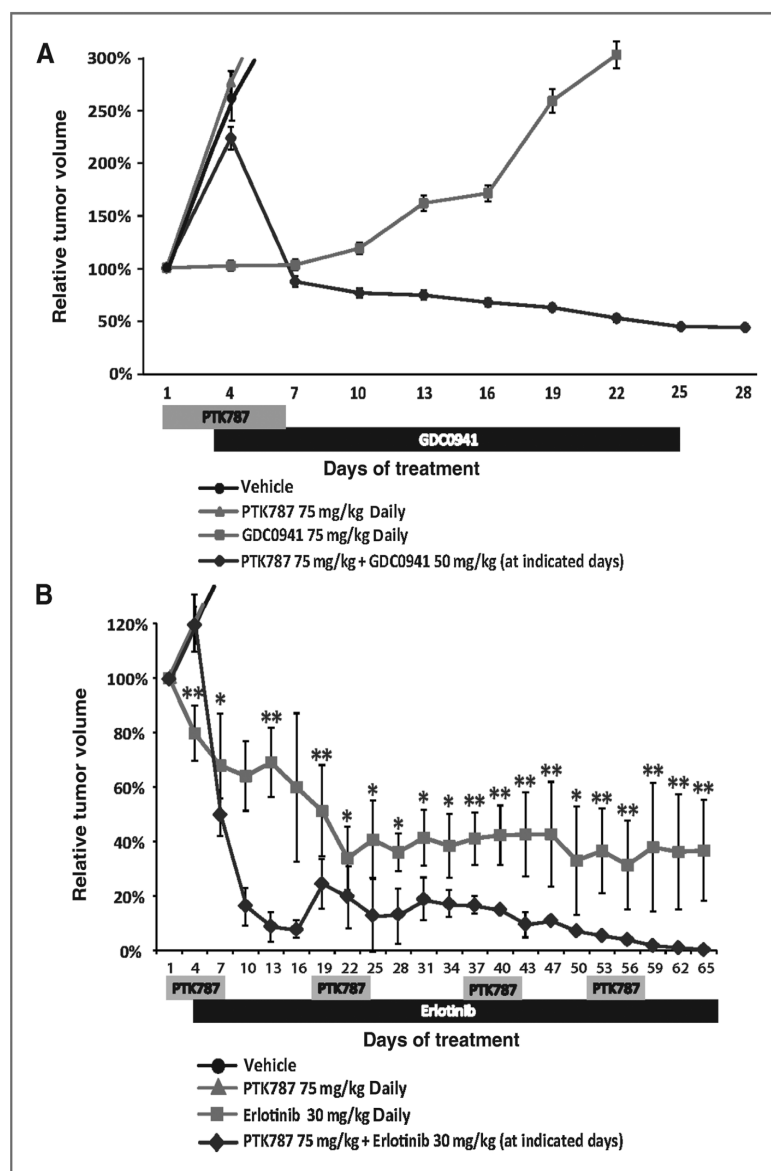 A
300%
250%
200%
150%
100%
50%
0%
Relative tumor volume
1 4 7 10 13 16 19 22 25 28
PTK787
GDC0941
Days of treatment
Vehicle
PTK787 75 mg/kg Daily
GDC0941 75 mg/kg Daily
PTK787 75 mg/kg + GDC0941 50 mg/kg (at indicated days)
B
120%
100%
80%
60%
40%
20%
0%
Relative tumor volume
** * ** ** * * * * * ** ** ** ** * ** ** ** ** **
1 4 7 10 13 16 19 22 25 28 31 34 37 40 43 47 50 53 56 59 62 65
PTK787 PTK787 PTK787 PTK787
Erlotinib
Days of treatment
Vehicle
PTK787 75 mg/kg Daily
Erlotinib 30 mg/kg Daily
PTK787 75 mg/kg + Erlotinib 30 mg/kg (at indicated days)